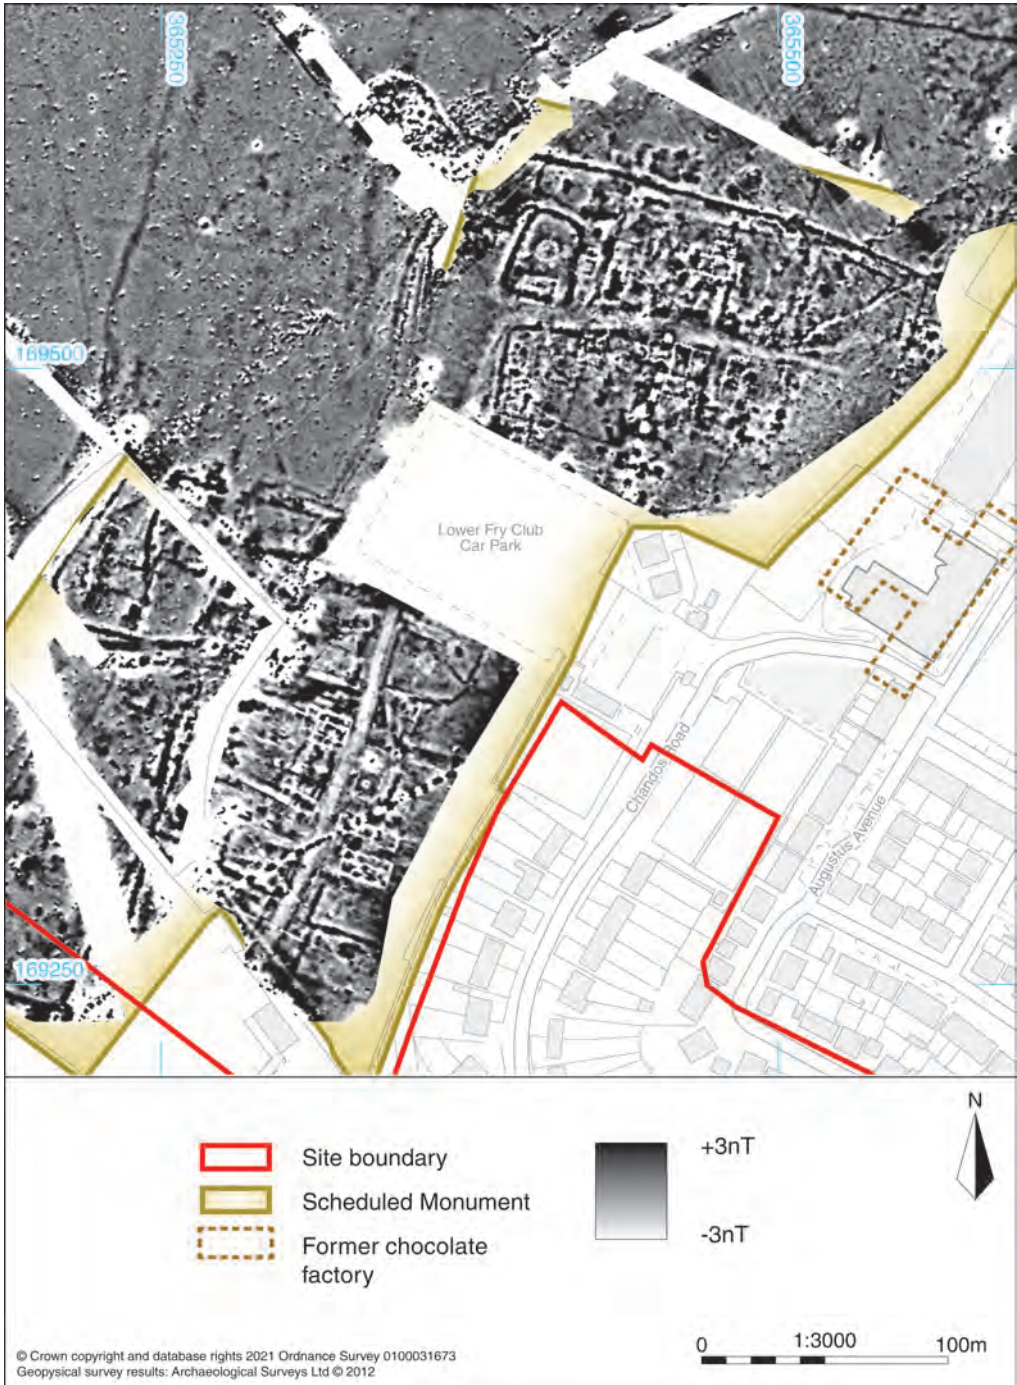 365250
365500
169500
Lower Fry Club
Car Park
Chandos Road
Augustus Avenue
169250
Site boundary
Scheduled Monument
Former chocolate
factory
+3nT
-3nT
N
0 1:3000 100m
© Crown copyright and database rights 2021 Ordnance Survey 0100031673
Geopysical survey results: Archaeological Surveys Ltd © 2012